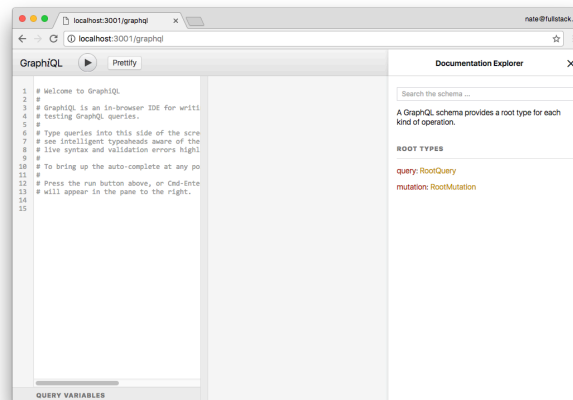 localhost:3001/graphql
nate@fullstack.
localhost:3001/graphql
GraphiQL
Prettify
1 # Welcome to GraphiQL
2 #
3 # GraphiQL is an in-browser IDE for writi
4 # testing GraphQL queries.
5 #
6 # Type queries into this side of the scre
7 # see intelligent typeaheads aware of the
8 # live syntax and validation errors highl
9 #
10 # To bring up the auto-complete at any po
11 #
12 # Press the run button above, or Cmd-Ente
13 # will appear in the pane to the right.
14
15
QUERY VARIABLES
Documentation Explorer
Search the schema ...
A GraphQL schema provides a root type for each
kind of operation.
ROOT TYPES
query: RootQuery
mutation: RootMutation